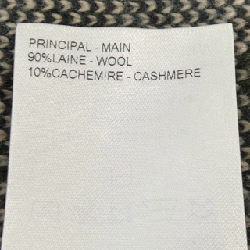 PRINCIPAL - MAIN
90%LAINE - WOOL
10%CACHEMIRE - CASHMERE